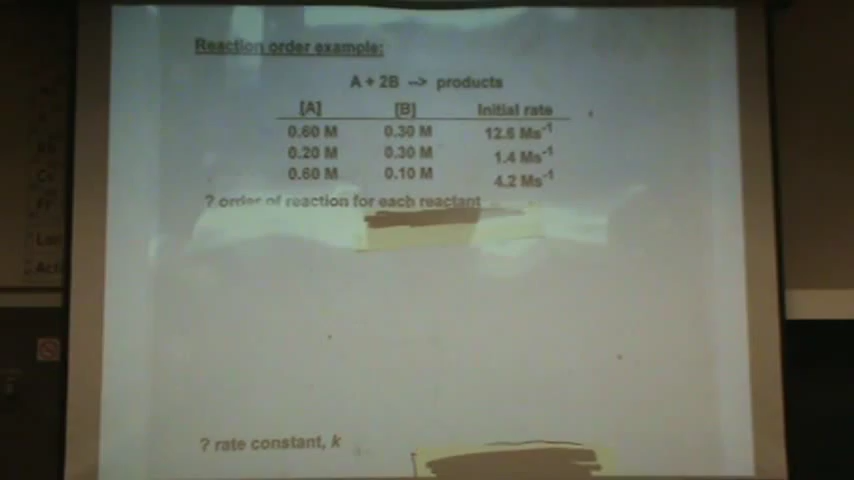 Reaction order example:
A + 2B --> products
[A] [B] Initial rate
0.60 M 0.30 M 12.6 Ms⁻¹
0.20 M 0.30 M 1.4 Ms⁻¹
0.60 M 0.10 M 4.2 Ms⁻¹
? order of reaction for each reactant
? rate constant, k